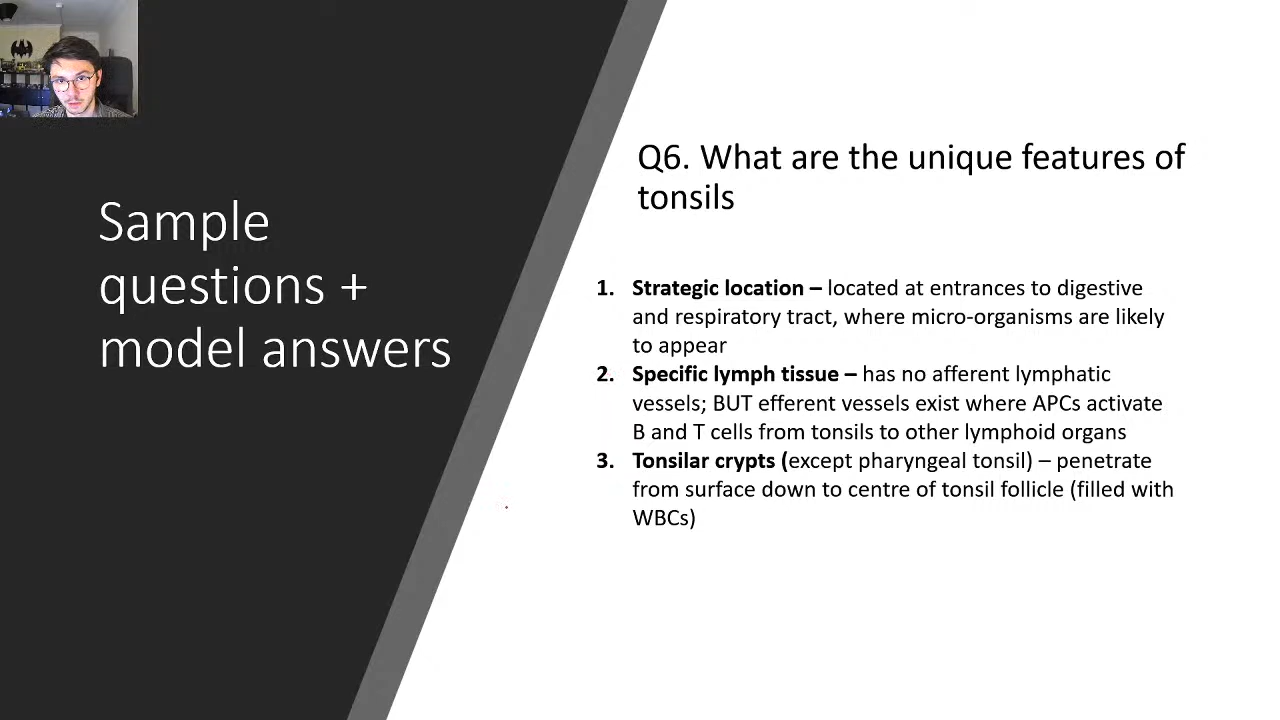 Sample
questions +
model answers
Q6. What are the unique features of
tonsils
1. Strategic location – located at entrances to digestive
and respiratory tract, where micro-organisms are likely
to appear
2. Specific lymph tissue – has no afferent lymphatic
vessels; BUT efferent vessels exist where APCs activate
B and T cells from tonsils to other lymphoid organs
3. Tonsilar crypts (except pharyngeal tonsil) – penetrate
from surface down to centre of tonsil follicle (filled with
WBCs)